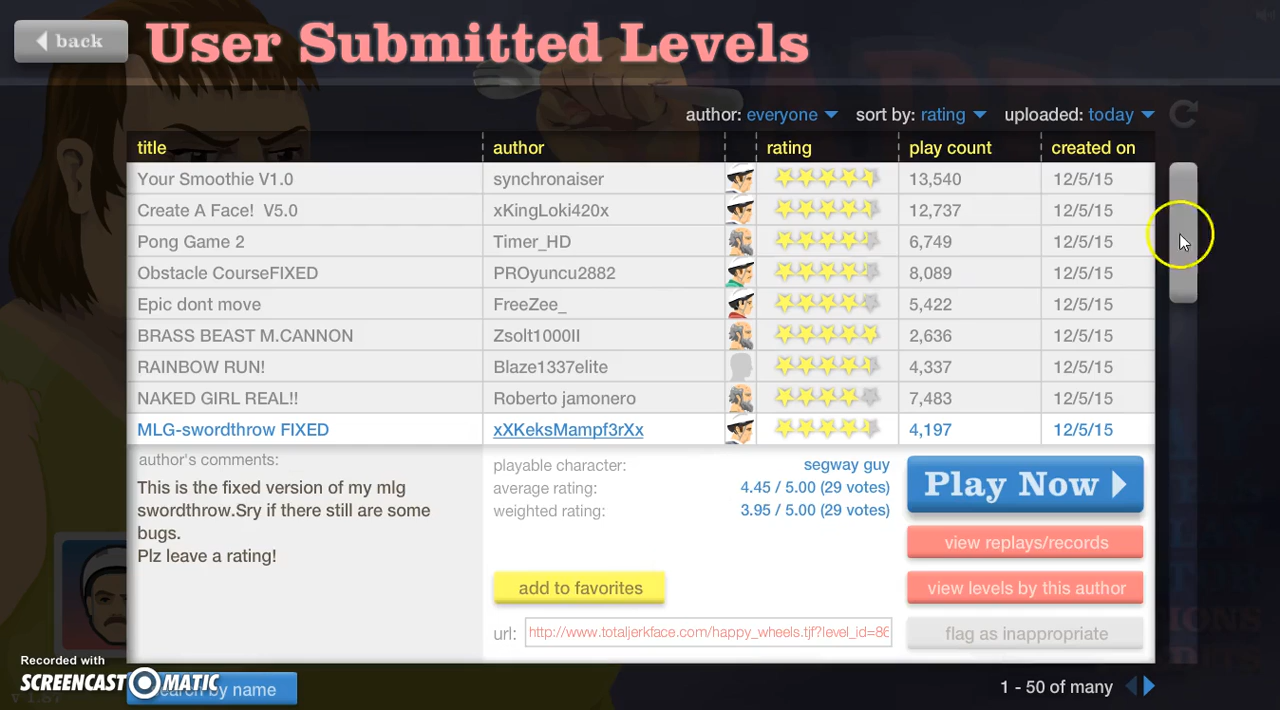 back
User Submitted Levels
author: everyone sort by: rating uploaded: today
title author rating play count created on
Your Smoothie V1.0 synchronaiser 13,540 12/5/15
Create A Face! V5.0 xKingLoki420x 12,737 12/5/15
Pong Game 2 Timer_HD 6,749 12/5/15
Obstacle CourseFIXED PROyuncu2882 8,089 12/5/15
Epic dont move FreeZee_ 5,422 12/5/15
BRASS BEAST M.CANNON Zsolt1000II 2,636 12/5/15
RAINBOW RUN! Blaze1337elite 4,337 12/5/15
NAKED GIRL REAL!! Roberto jamonero 7,483 12/5/15
MLG-swordthrow FIXED xXKeksMampf3rXx 4,197 12/5/15
author's comments:
This is the fixed version of my mlg
swordthrow.Sry if there still are some
bugs.
Plz leave a rating!
playable character: segway guy
average rating: 4.45 / 5.00 (29 votes)
weighted rating: 3.95 / 5.00 (29 votes)
add to favorites
url: http://www.totaljerkface.com/happy_wheels.tjf?level_id=86
Play Now
view replays/records
view levels by this author
flag as inappropriate
Recorded with
SCREENCAST-O-MATIC
by name
1 - 50 of many